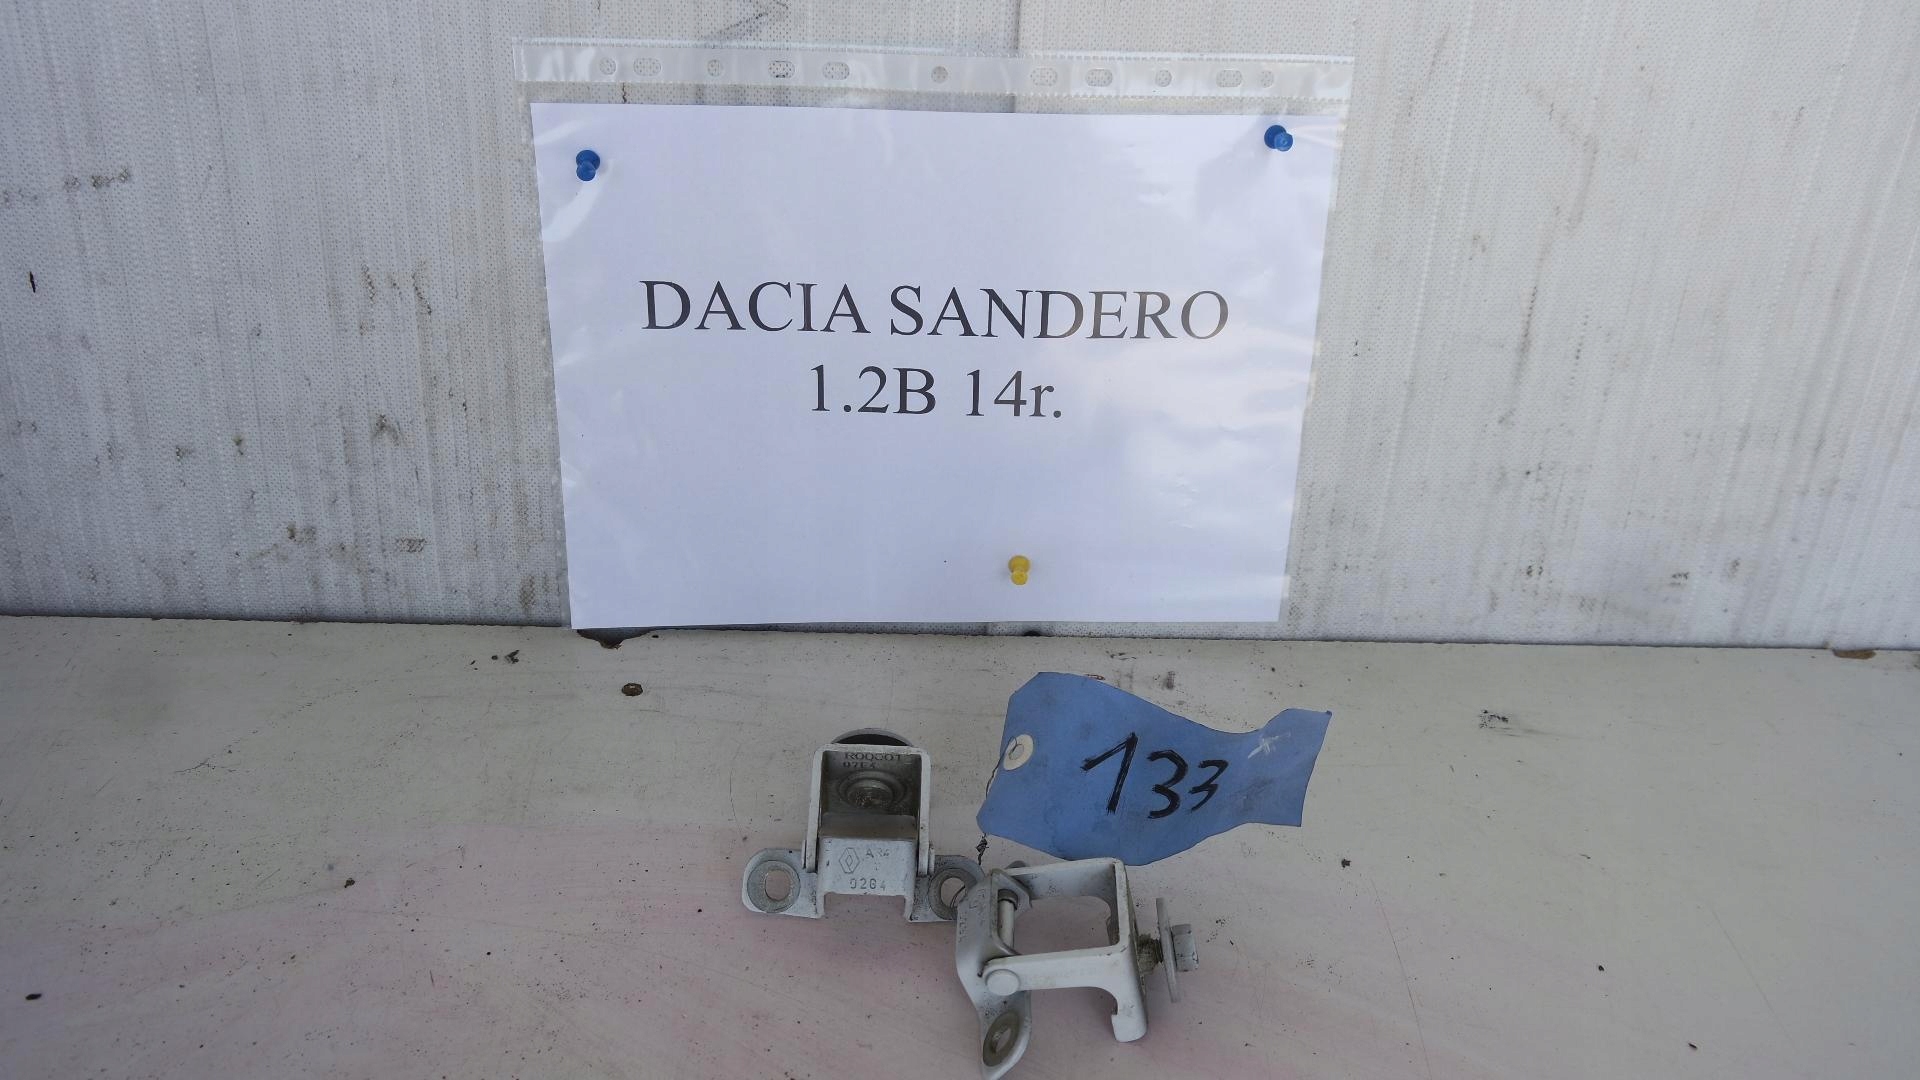 DACIA SANDERO
1.2B 14r.
133